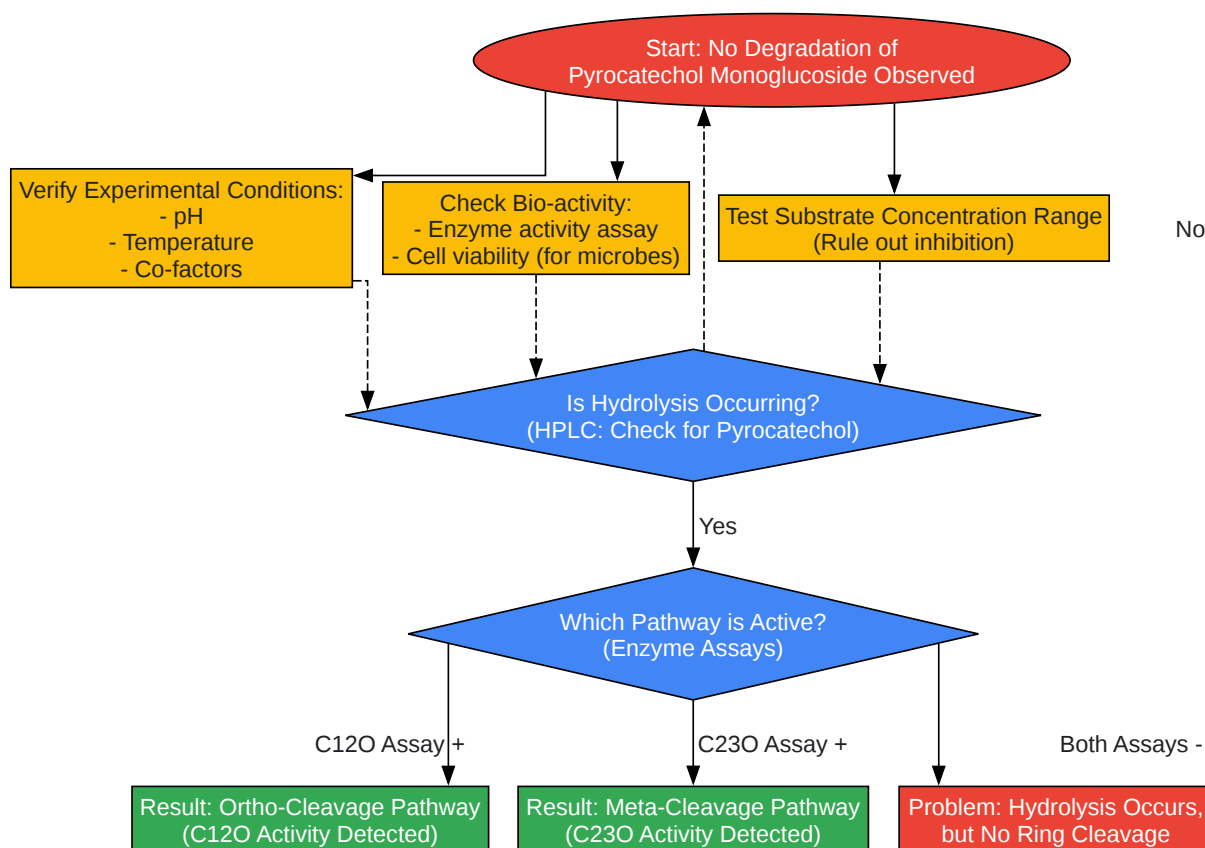 Start: No Degradation of
Pyrocatechol Monoglucoside Observed
Verify Experimental Conditions:
- pH
- Temperature
- Co-factors
Check Bio-activity:
- Enzyme activity assay
- Cell viability (for microbes)
Test Substrate Concentration Range
(Rule out inhibition)
No
Is Hydrolysis Occurring?
(HPLC: Check for Pyrocatechol)
Yes
Which Pathway is Active?
(Enzyme Assays)
C12O Assay +
C23O Assay +
Both Assays -
Result: Ortho-Cleavage Pathway
(C12O Activity Detected)
Result: Meta-Cleavage Pathway
(C23O Activity Detected)
Problem: Hydrolysis Occurs,
but No Ring Cleavage